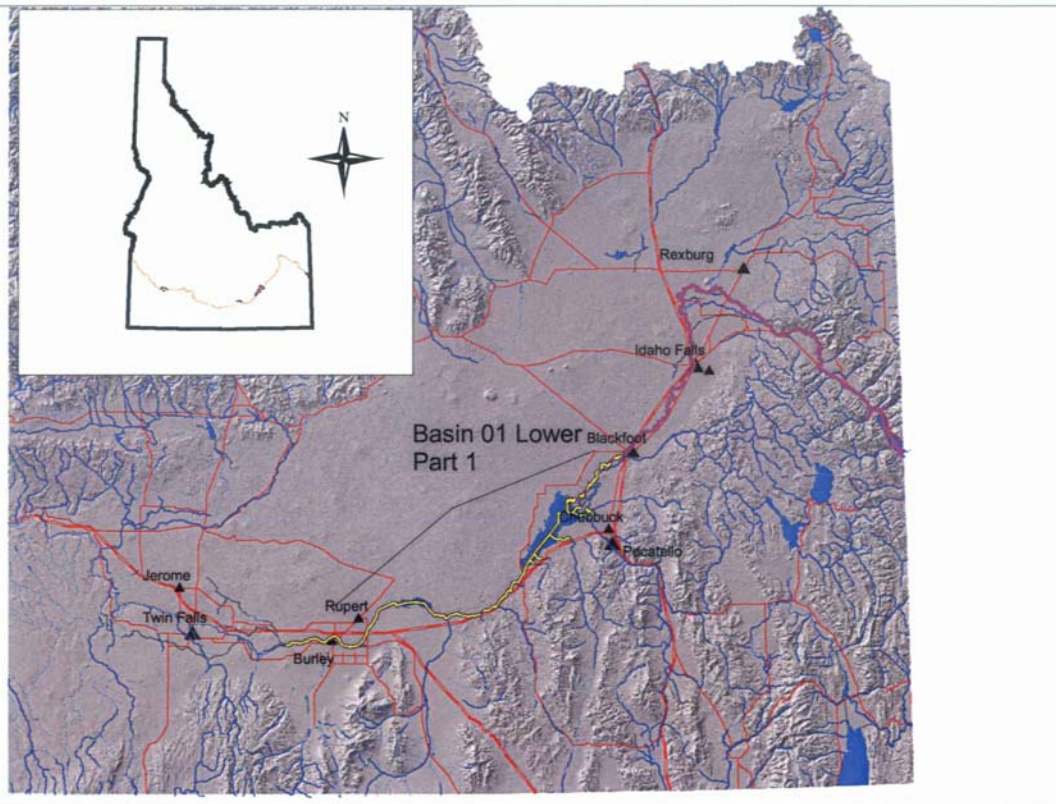 N
Rexburg
Idaho Falls
Basin 01 Lower
Part 1
Blackfoot
Chubbuck
Pocatello
Jerome
Rupert
Twin Falls
Burley